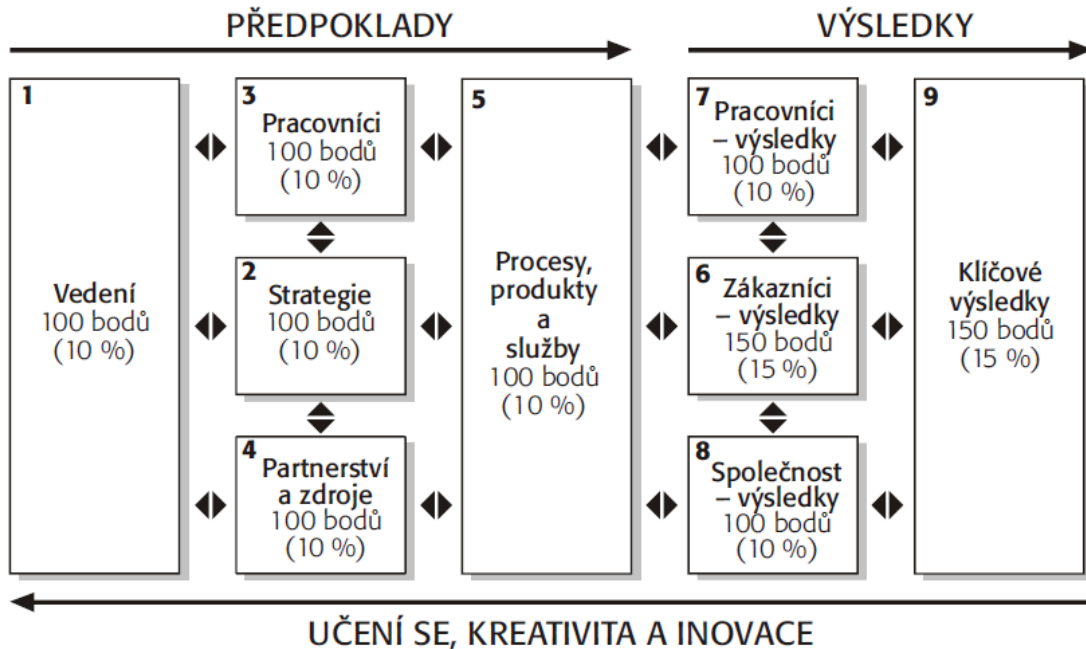 PŘEDPOKLADY
VÝSLEDKY
1
Vedení
100 bodů
(10 %)
3
Pracovníci
100 bodů
(10 %)
2
Strategie
100 bodů
(10 %)
4
Partnerství
a zdroje
100 bodů
(10 %)
5
Procesy,
produkty
a
služby
100 bodů
(10 %)
7
Pracovníci
– výsledky
100 bodů
(10 %)
6
Zákazníci
– výsledky
150 bodů
(15 %)
8
Společnost
– výsledky
100 bodů
(10 %)
9
Klíčové
výsledky
150 bodů
(15 %)
UČENÍ SE, KREATIVITA A INOVACE